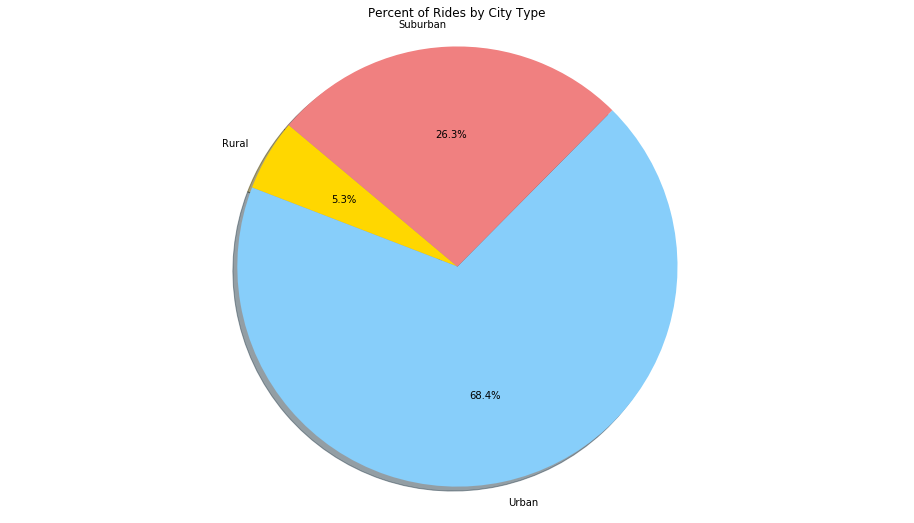 Percent of Rides by City Type
Suburban
26.3%
Rural
5.3%
68.4%
Urban